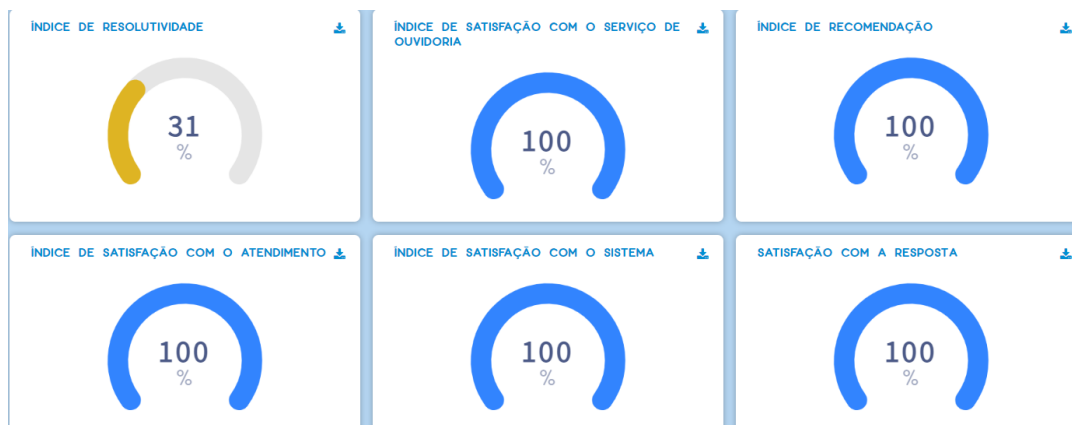 ÍNDICE DE RESOLUTIVIDADE
31
%
ÍNDICE DE SATISFAÇÃO COM O SERVIÇO DE
OUVIDORIA
100
%
ÍNDICE DE RECOMENDAÇÃO
100
%
ÍNDICE DE SATISFAÇÃO COM O ATENDIMENTO
100
%
ÍNDICE DE SATISFAÇÃO COM O SISTEMA
100
%
SATISFAÇÃO COM A RESPOSTA
100
%